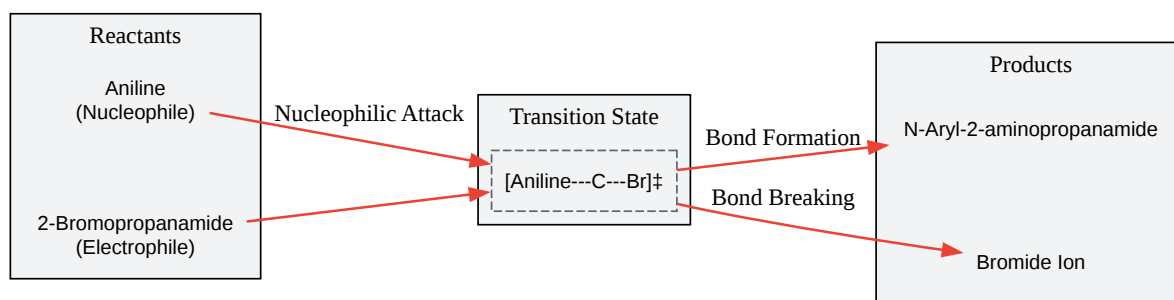 Reactants
Aniline
(Nucleophile)
2-Bromopropanamide
(Electrophile)
Nucleophilic Attack
Transition State
[Aniline---C---Br]‡
Bond Formation
Bond Breaking
Products
N-Aryl-2-aminopropanamide
Bromide Ion